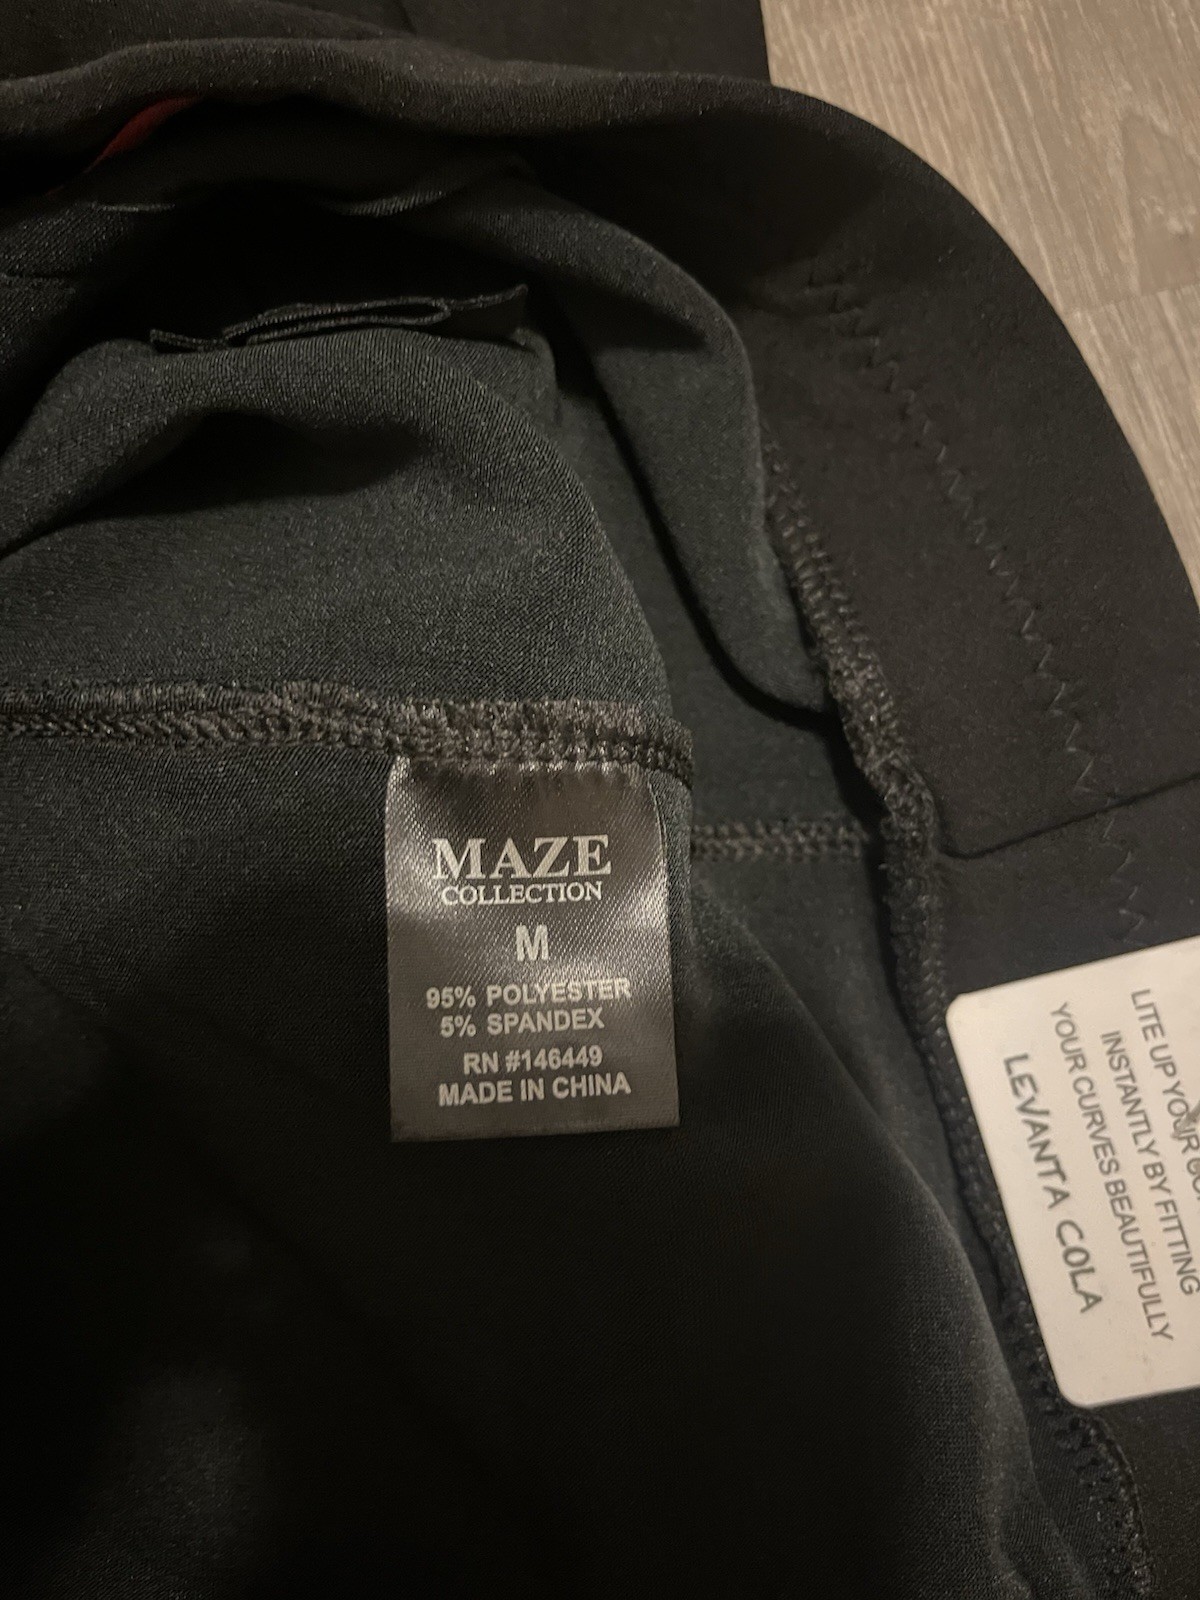 MAZE
COLLECTION
M
95% POLYESTER
5% SPANDEX
RN #146449
MADE IN CHINA
LITE UP YOUR
INSTANTLY BY FITTING
YOUR CURVES BEAUTIFULLY
LEVANTA COLA